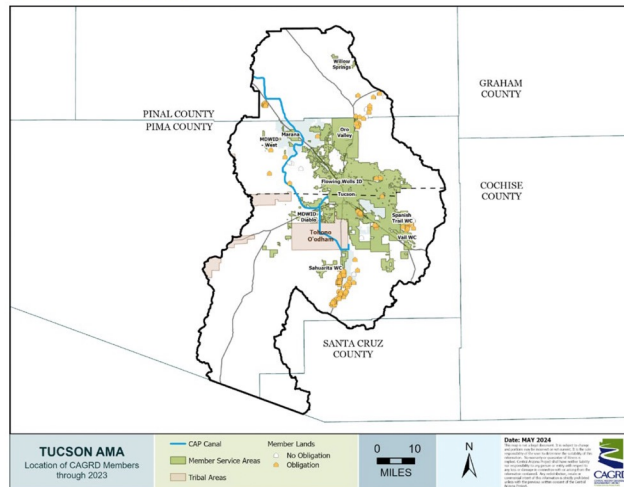 Willow
Springs
GRAHAM
COUNTY
PINAL COUNTY
PIMA COUNTY
Marana
Oro
Valley
MDWID
- West
Flowing Wells ID
Tucson
COCHISE
COUNTY
MDWID-
Diablo
Spanish
Trail WC
Tohono
O'odham
Vail WC
Sahuarita WC
SANTA CRUZ
COUNTY
TUCSON AMA
Location of CAGRD Members
through 2023
CAP Canal
Member Service Areas
Tribal Areas
Member Lands
No Obligation
Obligation
0 10
MILES
N
Date: MAY 2024
CAGRD